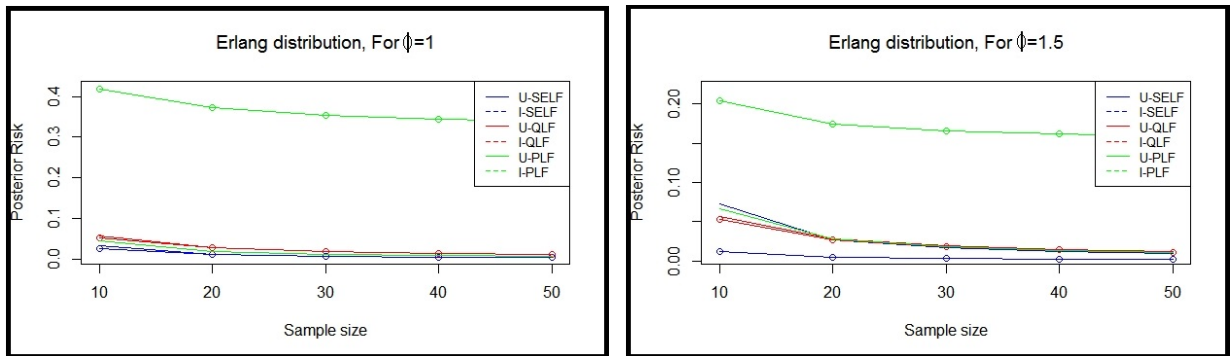 Erlang distribution, For ϕ=1
Posterior Risk
0.4
0.3
0.2
0.1
0.0
U-SELF
I-SELF
U-QLF
I-QLF
U-PLF
I-PLF
10 20 30 40 50
Sample size
Erlang distribution, For ϕ=1.5
Posterior Risk
0.20
0.10
0.00
U-SELF
I-SELF
U-QLF
I-QLF
U-PLF
I-PLF
10 20 30 40 50
Sample size